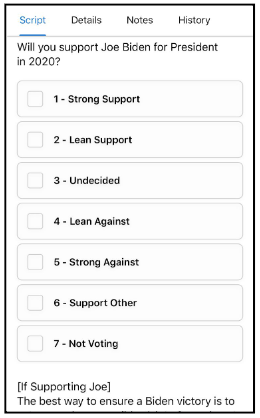 Script Details Notes History
Will you support Joe Biden for President
in 2020?
1 - Strong Support
2 - Lean Support
3 - Undecided
4 - Lean Against
5 - Strong Against
6 - Support Other
7 - Not Voting
[If Supporting Joe]
The best way to ensure a Biden victory is to